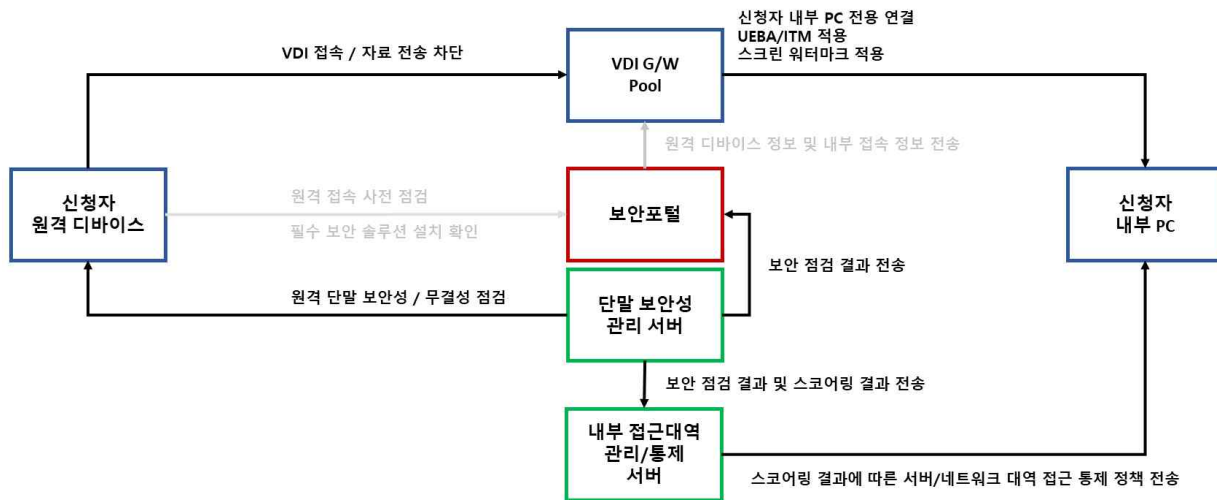 신청자 내부 PC 전용 연결
UEBA/ITM 적용
스크린 워터마크 적용
VDI 접속 / 자료 전송 차단
VDI G/W
Pool
원격 디바이스 정보 및 내부 접속 정보 전송
신청자
원격 디바이스
원격 접속 사전 점검
필수 보안 솔루션 설치 확인
보안포털
신청자
내부 PC
보안 점검 결과 전송
원격 단말 보안성 / 무결성 점검
단말 보안성
관리 서버
보안 점검 결과 및 스코어링 결과 전송
내부 접근대역
관리/통제
서버
스코어링 결과에 따른 서버/네트워크 대역 접근 통제 정책 전송